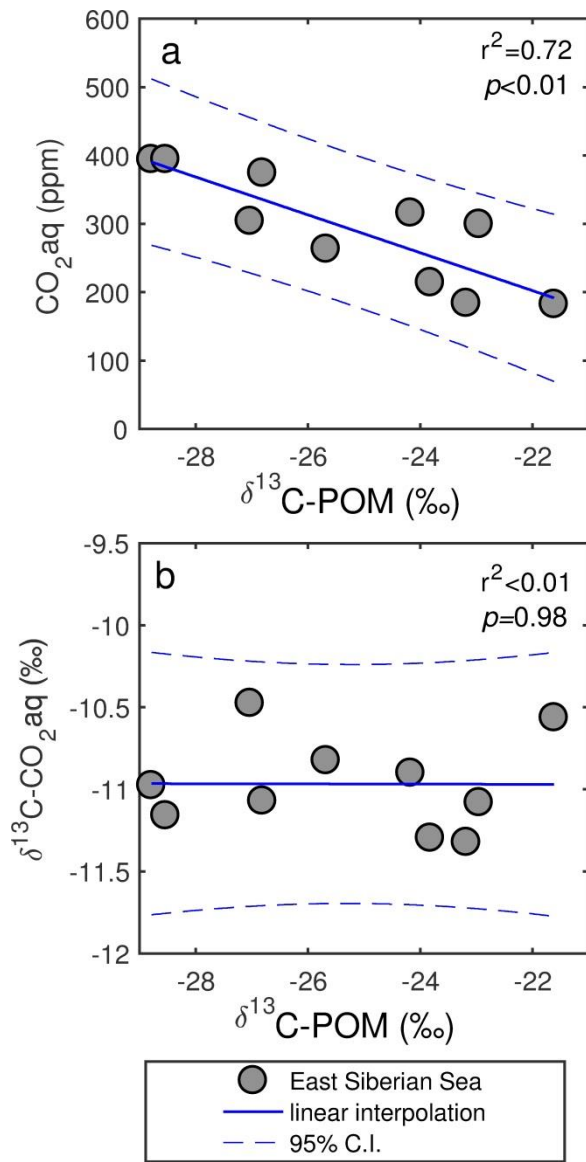 a
r²=0.72
p<0.01
600
500
400
300
200
100
0
CO₂aq (ppm)
-28 -26 -24 -22
δ¹³C-POM (‰)
b
r²<0.01
p=0.98
-9.5
-10
-10.5
-11
-11.5
-12
δ¹³C-CO₂aq (‰)
-28 -26 -24 -22
δ¹³C-POM (‰)
East Siberian Sea
linear interpolation
95% C.I.